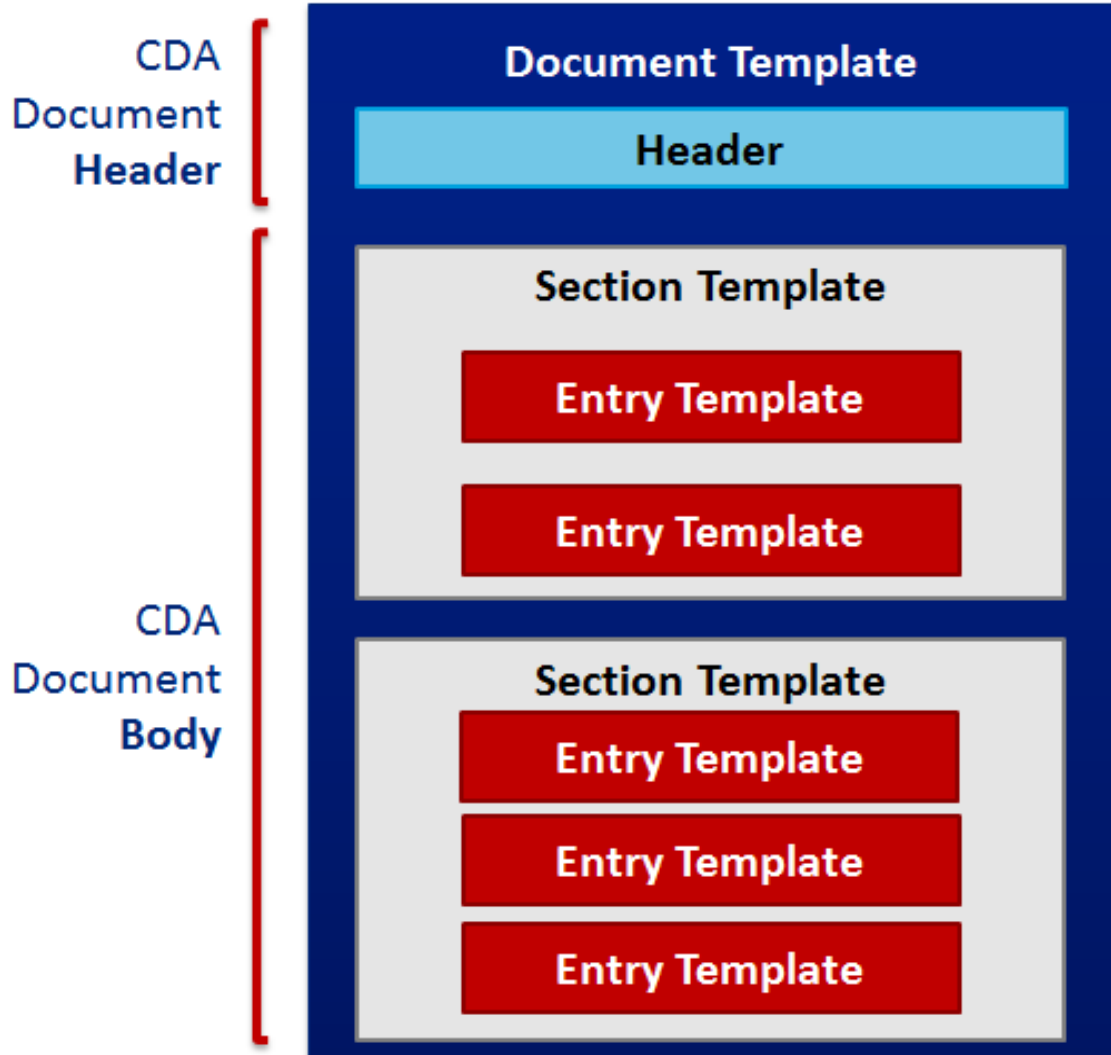 CDA
Document
Header
Document Template
Header
CDA
Document
Body
Section Template
Entry Template
Entry Template
Section Template
Entry Template
Entry Template
Entry Template